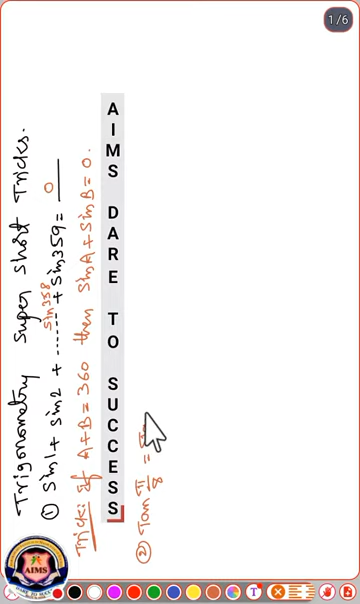 1/6
Trigonometry Super Short Tricks.
① Sin1 + Sin2 + ...... + Sin358 + Sin359 = 0
Trick: If A+B = 360 then SinA + SinB = 0.
AIMS DARE TO SUCCESS
② Tan π/8 =
AIMS